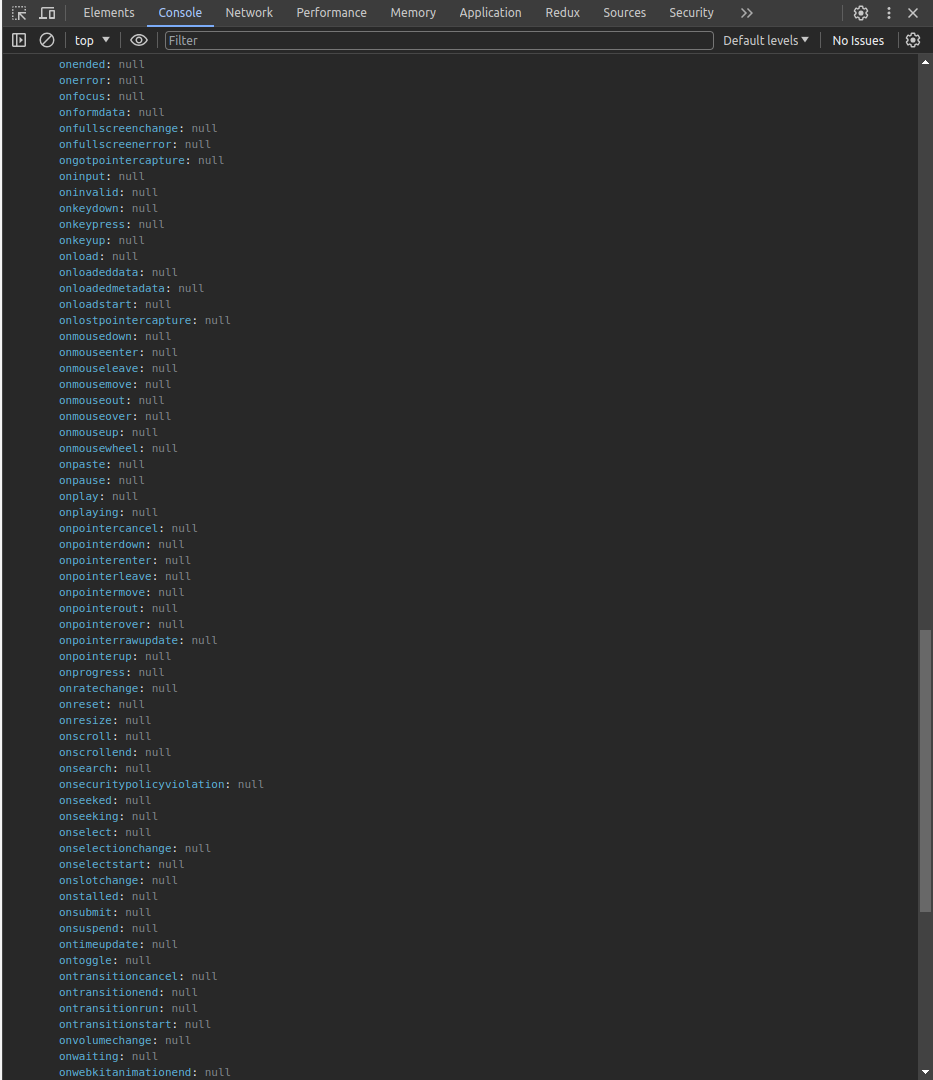 Elements Console Network Performance Memory Application Redux Sources Security
top Filter Default levels No Issues
onended: null
onerror: null
onfocus: null
onformdata: null
onfullscreenchange: null
onfullscreenerror: null
ongotpointercapture: null
oninput: null
oninvalid: null
onkeydown: null
onkeypress: null
onkeyup: null
onload: null
onloadeddata: null
onloadedmetadata: null
onloadstart: null
onlostpointercapture: null
onmousedown: null
onmouseenter: null
onmouseleave: null
onmousemove: null
onmouseout: null
onmouseover: null
onmouseup: null
onmousewheel: null
onpaste: null
onpause: null
onplay: null
onplaying: null
onpointercancel: null
onpointerdown: null
onpointerenter: null
onpointerleave: null
onpointermove: null
onpointerout: null
onpointerover: null
onpointerrawupdate: null
onpointerup: null
onprogress: null
onratechange: null
onreset: null
onresize: null
onscroll: null
onscrollend: null
onsearch: null
onsecuritypolicyviolation: null
onseeked: null
onseeking: null
onselect: null
onselectionchange: null
onselectstart: null
onslotchange: null
onstalled: null
onsubmit: null
onsuspend: null
ontimeupdate: null
ontoggle: null
ontransitioncancel: null
ontransitionend: null
ontransitionrun: null
ontransitionstart: null
onvolumechange: null
onwaiting: null
onwebkitanimationend: null